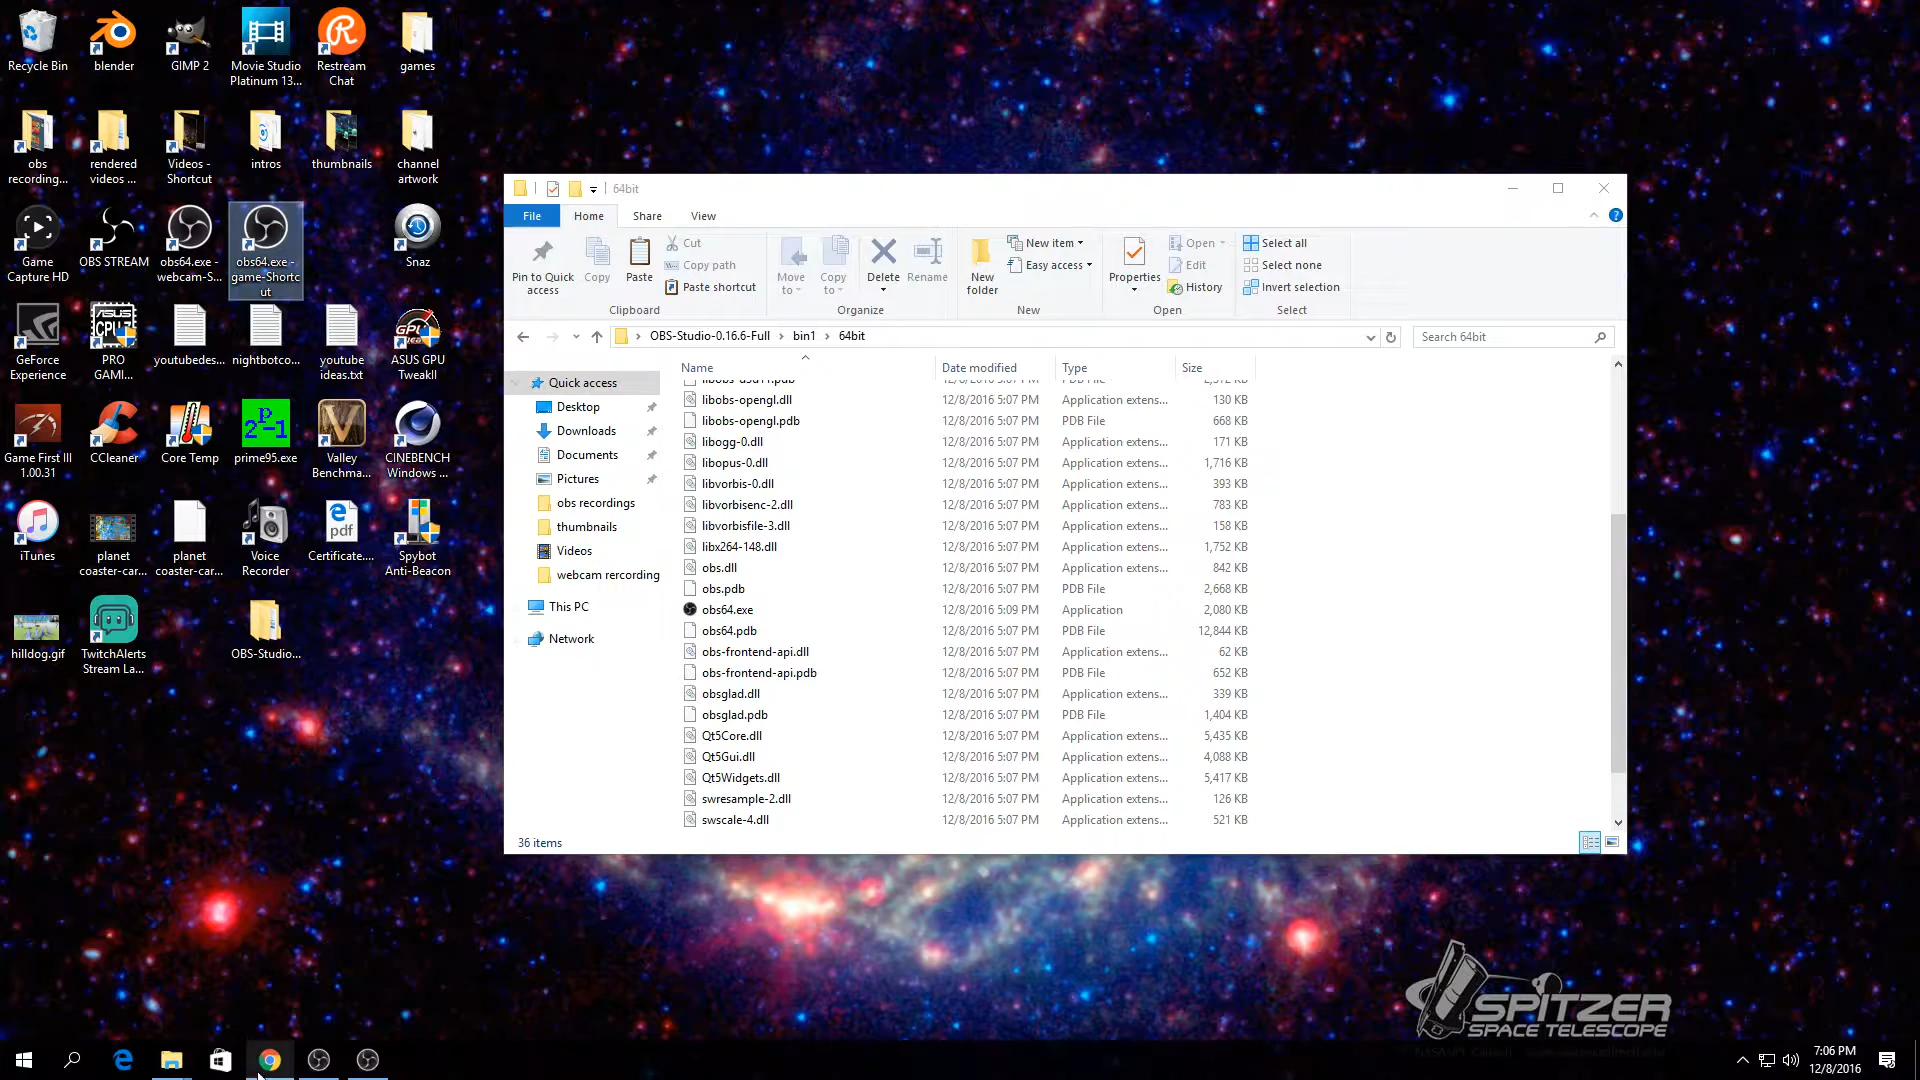 Recycle Bin
blender
GIMP 2
Movie Studio
Platinum 13...
Restream
Chat
games
obs
recording...
rendered
videos ...
Videos -
Shortcut
intros
thumbnails
channel
artwork
Game
Capture HD
OBS STREAM
obs64.exe -
webcam-S...
obs64.exe -
game-Shortc
ut
Snaz
GeForce
Experience
PRO
GAMI...
youtubedes...
nightbotco...
youtube
ideas.txt
ASUS GPU
TweakII
Game First III
1.00.31
CCleaner
Core Temp
prime95.exe
Valley
Benchma...
CINEBENCH
Windows ...
iTunes
planet
coaster-car...
planet
coaster-car...
Voice
Recorder
Certificate....
Spybot
Anti-Beacon
hilldog.gif
TwitchAlerts
Stream La...
OBS-Studio...
64bit
File
Home
Share
View
Pin to Quick
access
Copy
Paste
Cut
Copy path
Paste shortcut
Clipboard
Move
to
Copy
to
Delete
Rename
Organize
New
folder
New item
Easy access
New
Properties
Open
Edit
History
Open
Select all
Select none
Invert selection
Select
OBS-Studio-0.16.6-Full
bin1
64bit
Search 64bit
Quick access
Desktop
Downloads
Documents
Pictures
obs recordings
thumbnails
Videos
webcam rercording
This PC
Network
Name Date modified Type Size
libobs-opengl.dll 12/8/2016 5:07 PM Application extens... 130 KB
libobs-opengl.pdb 12/8/2016 5:07 PM PDB File 668 KB
libogg-0.dll 12/8/2016 5:07 PM Application extens... 171 KB
libopus-0.dll 12/8/2016 5:07 PM Application extens... 1,716 KB
libvorbis-0.dll 12/8/2016 5:07 PM Application extens... 393 KB
libvorbisenc-2.dll 12/8/2016 5:07 PM Application extens... 783 KB
libvorbisfile-3.dll 12/8/2016 5:07 PM Application extens... 158 KB
libx264-148.dll 12/8/2016 5:07 PM Application extens... 1,752 KB
obs.dll 12/8/2016 5:07 PM Application extens... 842 KB
obs.pdb 12/8/2016 5:07 PM PDB File 2,668 KB
obs64.exe 12/8/2016 5:09 PM Application 2,080 KB
obs64.pdb 12/8/2016 5:07 PM PDB File 12,844 KB
obs-frontend-api.dll 12/8/2016 5:07 PM Application extens... 62 KB
obs-frontend-api.pdb 12/8/2016 5:07 PM PDB File 652 KB
obsglad.dll 12/8/2016 5:07 PM Application extens... 339 KB
obsglad.pdb 12/8/2016 5:07 PM PDB File 1,404 KB
Qt5Core.dll 12/8/2016 5:07 PM Application extens... 5,435 KB
Qt5Gui.dll 12/8/2016 5:07 PM Application extens... 4,088 KB
Qt5Widgets.dll 12/8/2016 5:07 PM Application extens... 5,417 KB
swresample-2.dll 12/8/2016 5:07 PM Application extens... 126 KB
swscale-4.dll 12/8/2016 5:07 PM Application extens... 521 KB
36 items
SPITZER
SPACE TELESCOPE
7:06 PM
12/8/2016